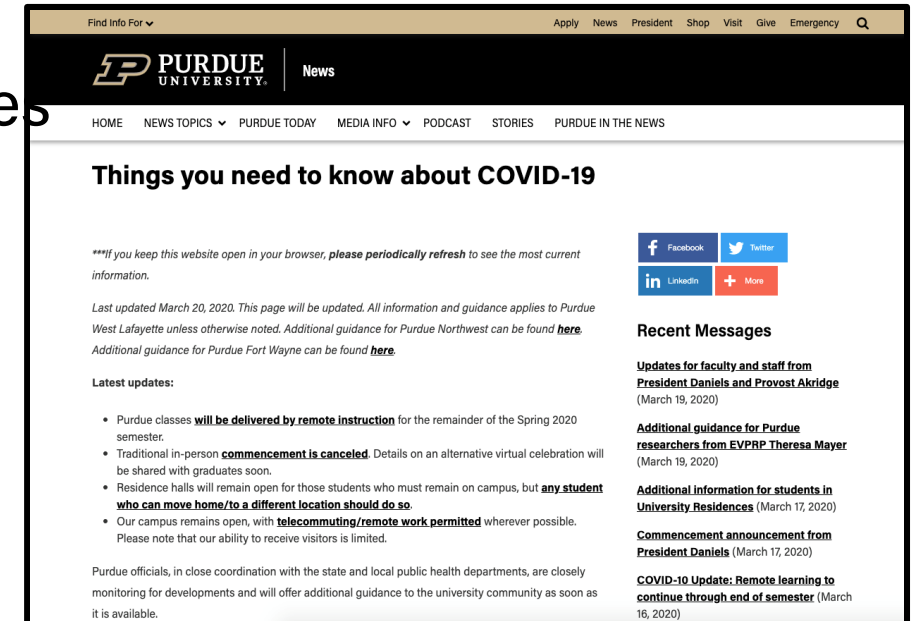 Find Info For
Apply News President Shop Visit Give Emergency
es
PURDUE
UNIVERSITY®
News
HOME NEWS TOPICS PURDUE TODAY MEDIA INFO PODCAST STORIES PURDUE IN THE NEWS
Things you need to know about COVID-19
***If you keep this website open in your browser, please periodically refresh to see the most current
information.
Last updated March 20, 2020. This page will be updated. All information and guidance applies to Purdue
West Lafayette unless otherwise noted. Additional guidance for Purdue Northwest can be found here.
Additional guidance for Purdue Fort Wayne can be found here.
Latest updates:
• Purdue classes will be delivered by remote instruction for the remainder of the Spring 2020
semester.
• Traditional in-person commencement is canceled. Details on an alternative virtual celebration will
be shared with graduates soon.
• Residence halls will remain open for those students who must remain on campus, but any student
who can move home/to a different location should do so.
• Our campus remains open, with telecommuting/remote work permitted wherever possible.
Please note that our ability to receive visitors is limited.
Purdue officials, in close coordination with the state and local public health departments, are closely
monitoring for developments and will offer additional guidance to the university community as soon as
it is available.
Facebook Twitter
LinkedIn More
Recent Messages
Updates for faculty and staff from
President Daniels and Provost Akridge
(March 19, 2020)
Additional guidance for Purdue
researchers from EVPRP Theresa Mayer
(March 19, 2020)
Additional information for students in
University Residences (March 17, 2020)
Commencement announcement from
President Daniels (March 17, 2020)
COVID-10 Update: Remote learning to
continue through end of semester (March
16, 2020)